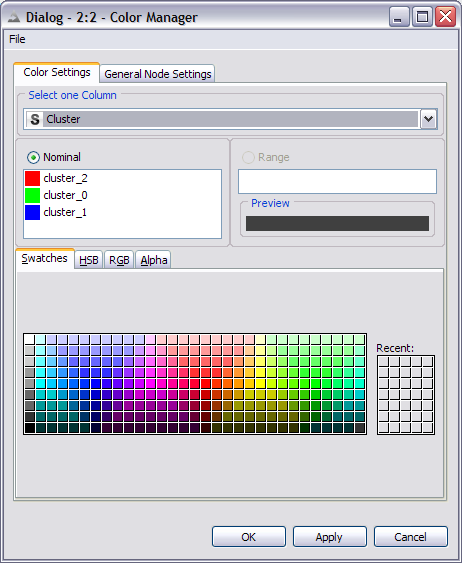 Dialog - 2:2 - Color Manager
File
Color Settings General Node Settings
Select one Column
S Cluster
Nominal Range
cluster_2
cluster_0
cluster_1
Preview
Swatches HSB RGB Alpha
Recent:
OK Apply Cancel